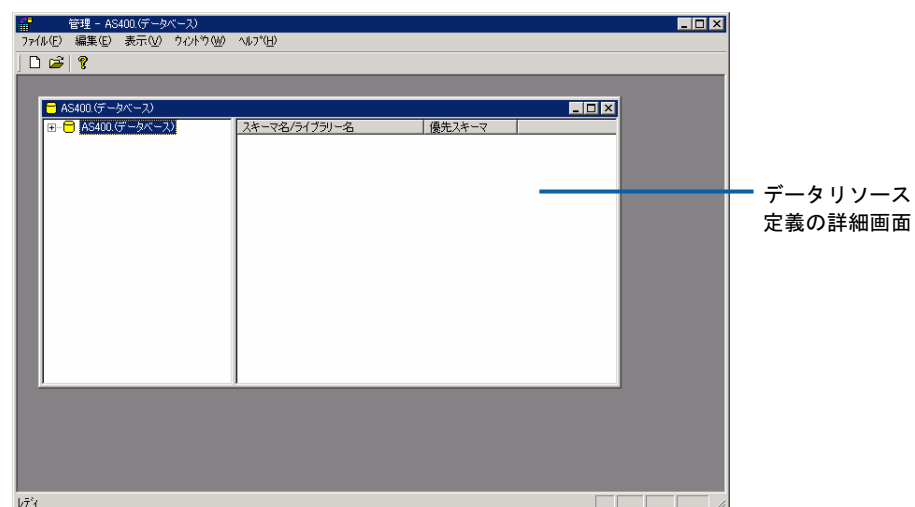 管理 - AS400.(データベース)
ﾌｧｲﾙ(F) 編集(E) 表示(V) ｳｨﾝﾄﾞｳ(W) ﾍﾙﾌﾟ(H)
AS400.(データベース)
AS400.(データベース)
スキーマ名/ライブラリー名 優先スキーマ
データリソース
定義の詳細画面
ﾚﾃﾞｨ